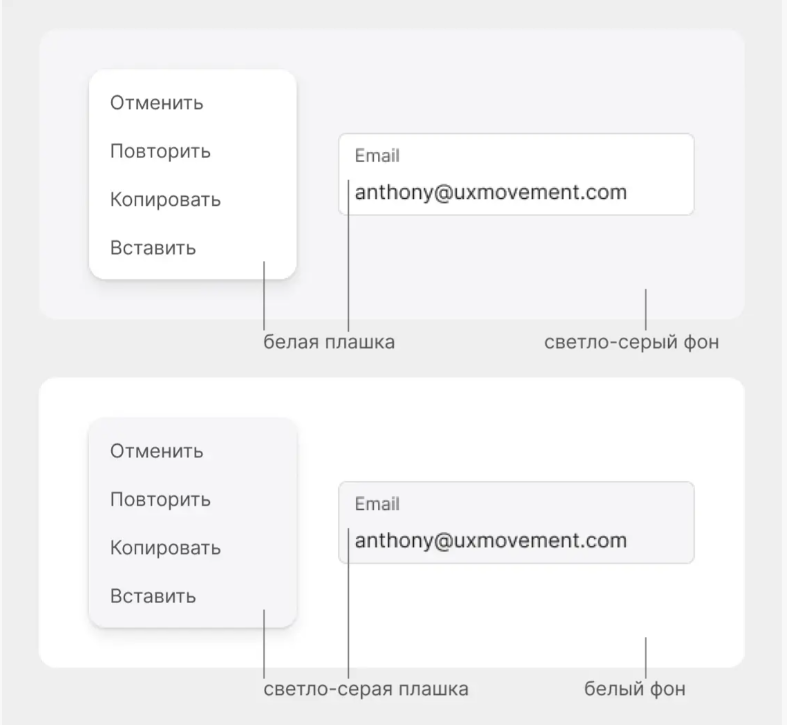 Отменить
Повторить
Копировать
Вставить
Email
anthony@uxmovement.com
белая плашка
светло-серый фон
Отменить
Повторить
Копировать
Вставить
Email
anthony@uxmovement.com
светло-серая плашка
белый фон